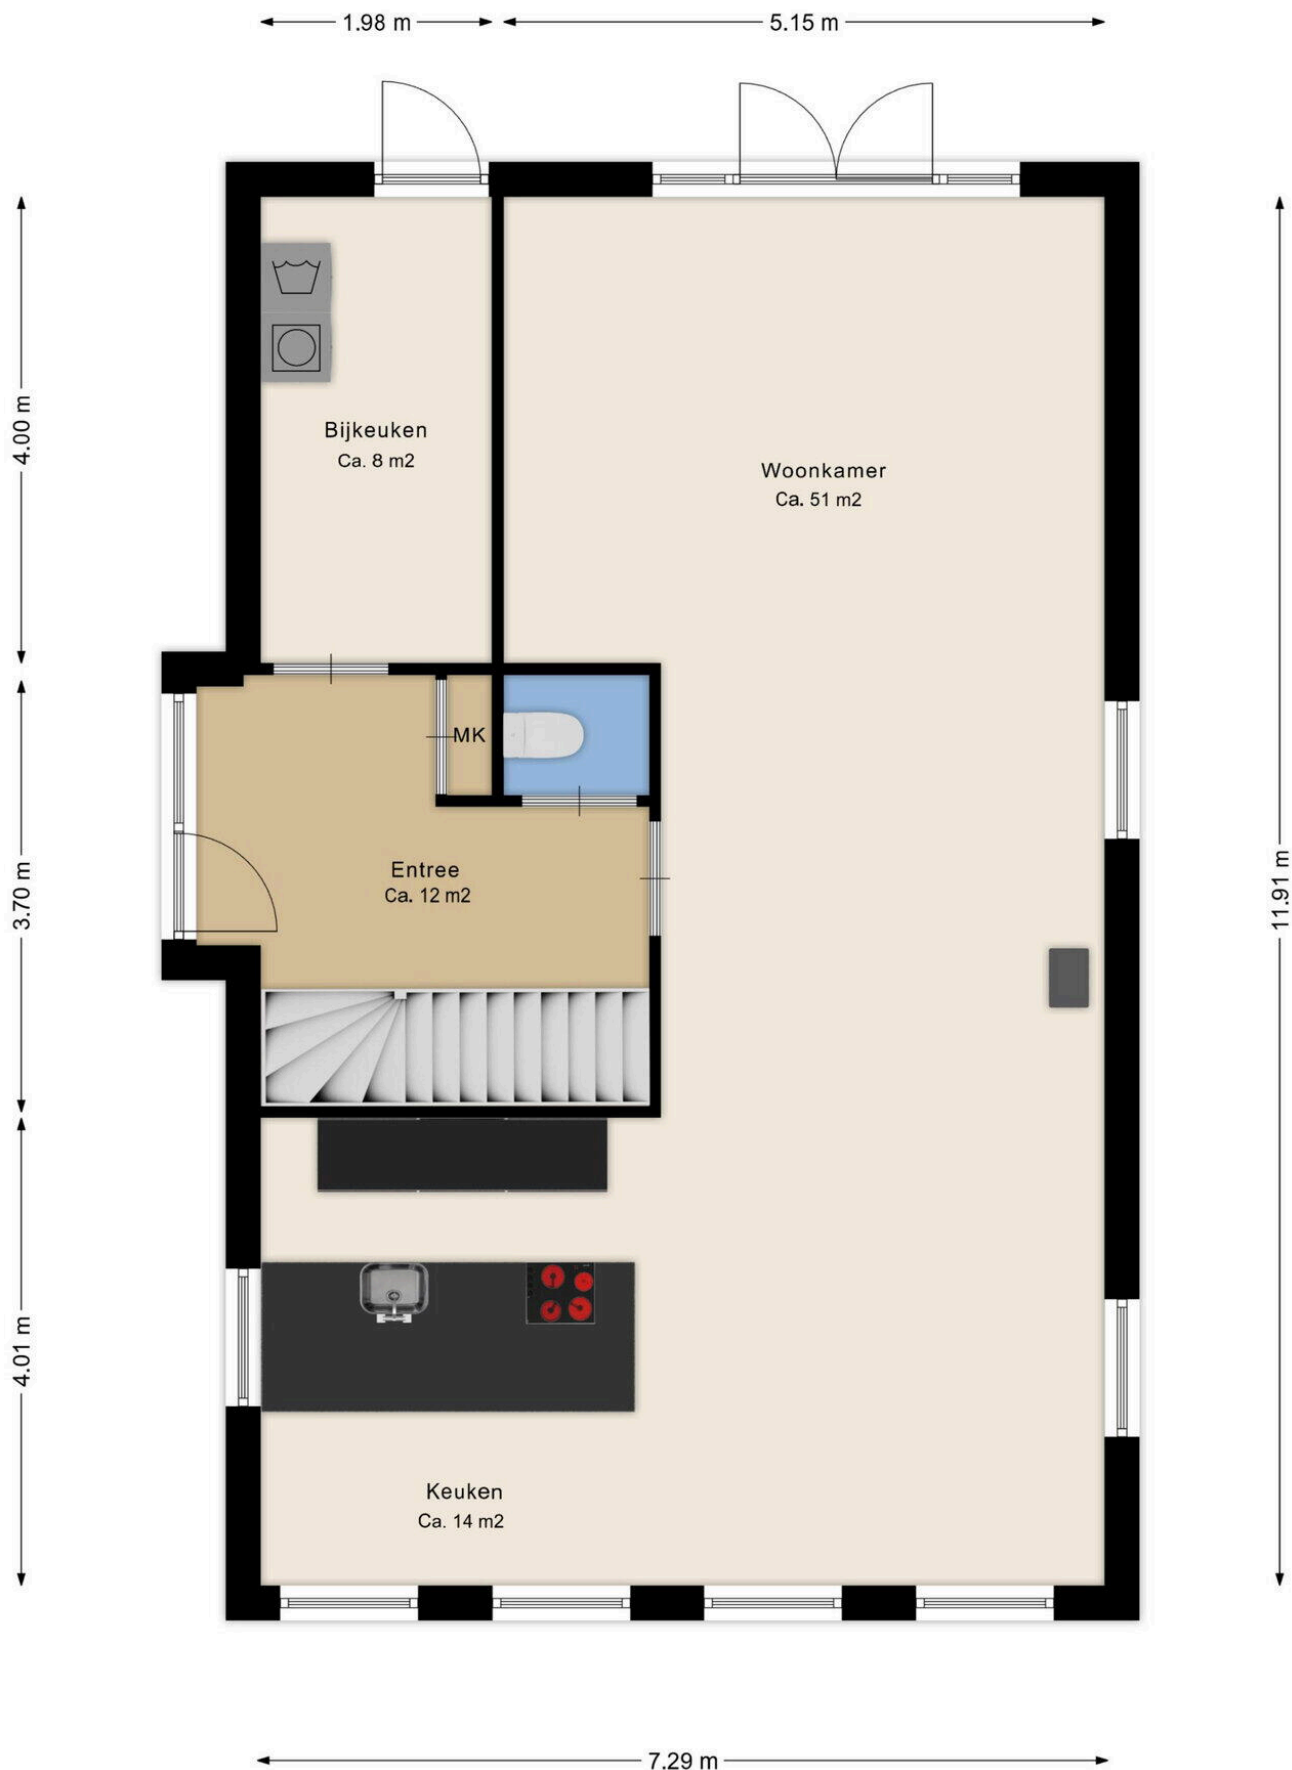 1.98 m
5.15 m
4.00 m
Bijkeuken
Ca. 8 m2
Woonkamer
Ca. 51 m2
MK
3.70 m
Entree
Ca. 12 m2
11.91 m
4.01 m
Keuken
Ca. 14 m2
7.29 m